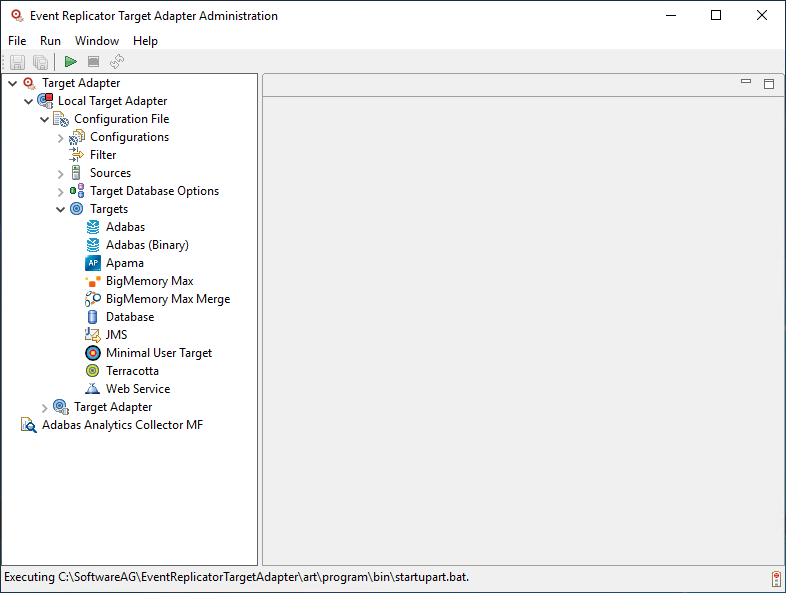 Event Replicator Target Adapter Administration
File Run Window Help
Target Adapter
Local Target Adapter
Configuration File
Configurations
Filter
Sources
Target Database Options
Targets
Adabas
Adabas (Binary)
AP Apama
BigMemory Max
BigMemory Max Merge
Database
JMS
Minimal User Target
Terracotta
Web Service
Target Adapter
Adabas Analytics Collector MF
Executing C:\SoftwareAG\EventReplicatorTargetAdapter\art\program\bin\startupart.bat.